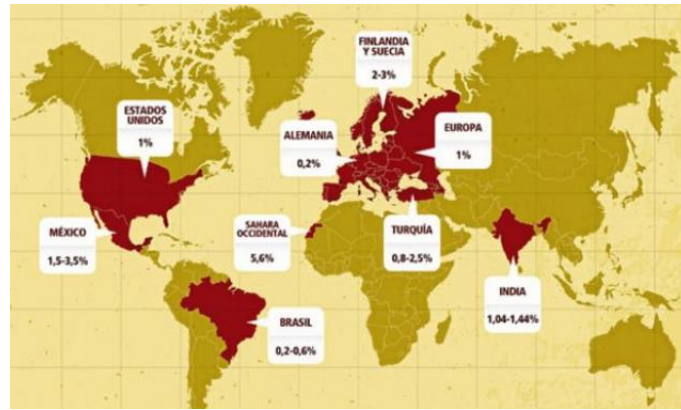 FINLANDIA
Y SUECIA
2-3%
ESTADOS
UNIDOS
1%
ALEMANIA
0,2%
EUROPA
1%
MÉXICO
1,5-3,5%
SAHARA
OCCIDENTAL
5,6%
TURQUÍA
0,8-2,5%
INDIA
1,04-1,44%
BRASIL
0,2-0,6%